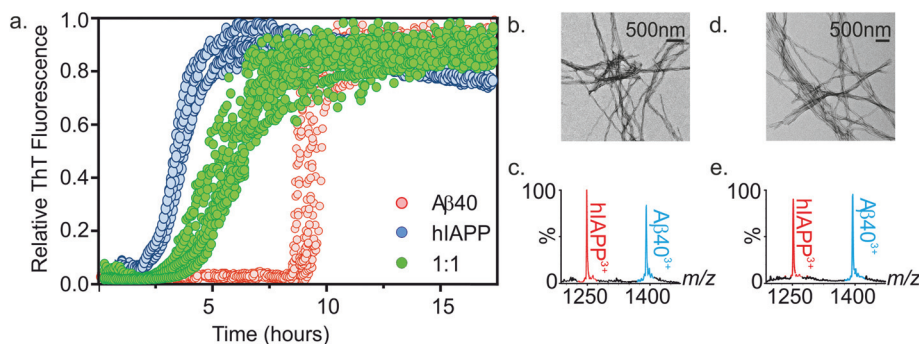 a.
Relative ThT Fluorescence
1.0
0.8
0.6
0.4
0.2
0.0
5
10
15
Time (hours)
Aβ40
hIAPP
1:1
b.
500nm
c.
100
%
0
hIAPP3+
Aβ403+
m/z
1250
1400
d.
500nm
e.
100
%
0
hIAPP3+
Aβ403+
m/z
1250
1400